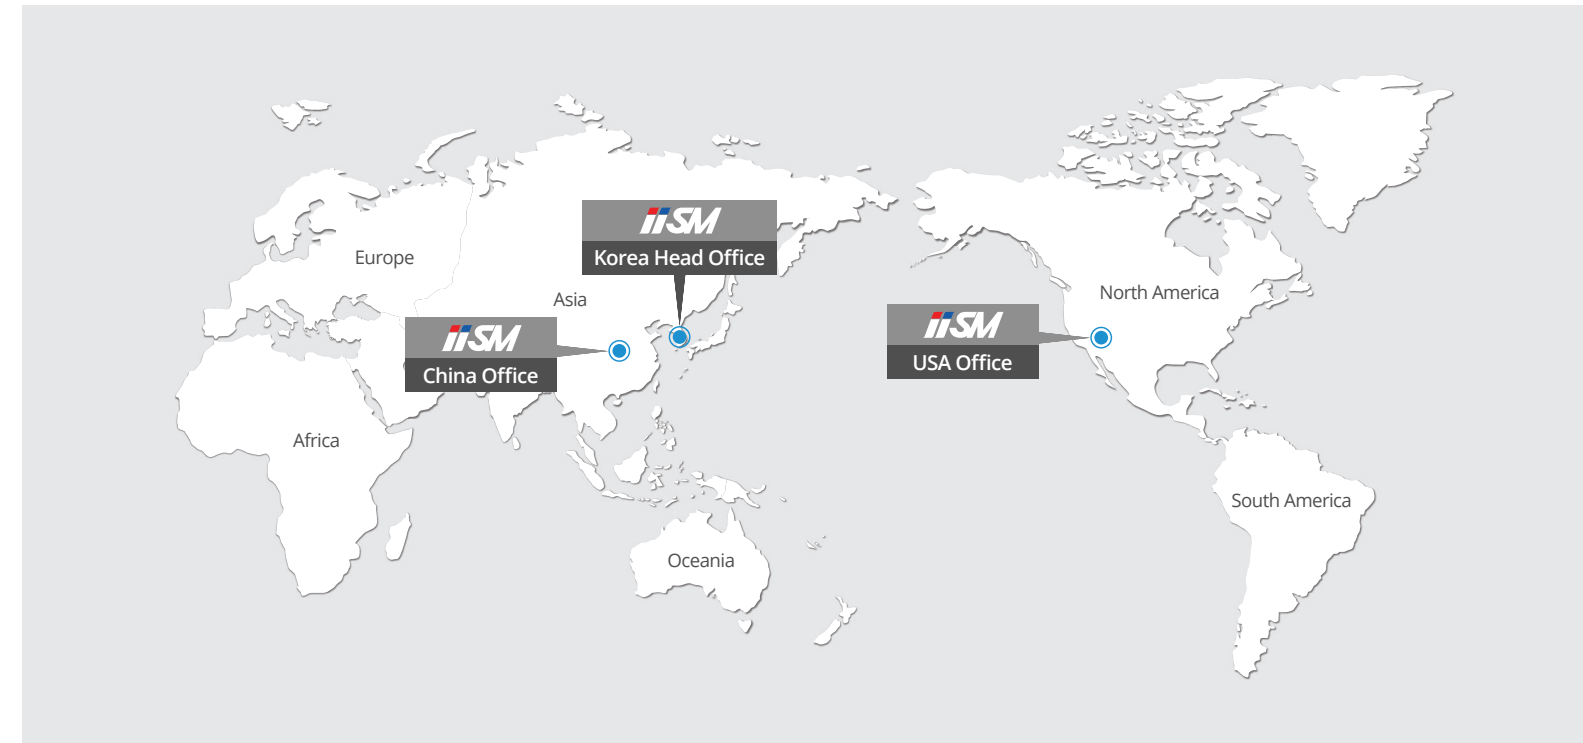 iiSM
Korea Head Office
Europe
Asia
North America
iiSM
China Office
iiSM
USA Office
Africa
South America
Oceania